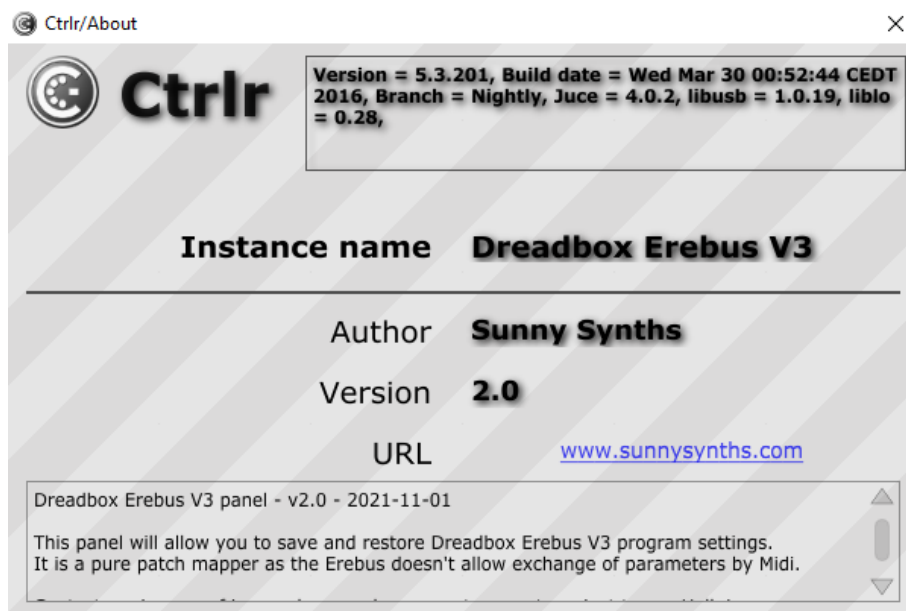 Ctrlr/About
Ctrlr
Version = 5.3.201, Build date = Wed Mar 30 00:52:44 CEDT
2016, Branch = Nightly, Juce = 4.0.2, libusb = 1.0.19, liblo
= 0.28,
Instance name Dreadbox Erebus V3
Author Sunny Synths
Version 2.0
URL www.sunnysynths.com
Dreadbox Erebus V3 panel - v2.0 - 2021-11-01
This panel will allow you to save and restore Dreadbox Erebus V3 program settings.
It is a pure patch mapper as the Erebus doesn't allow exchange of parameters by Midi.